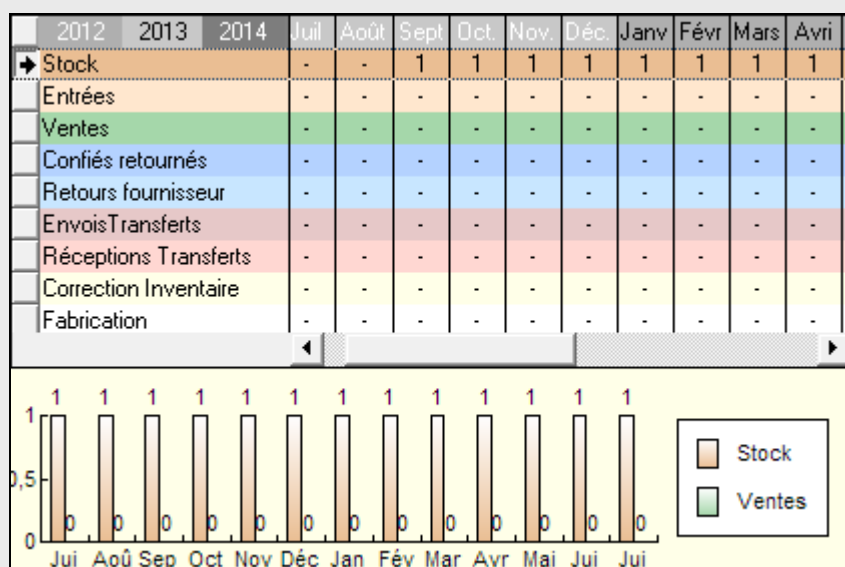 2012 2013 2014 Juil Août Sept Oct. Nov. Déc. Janv Févr Mars Avri
Stock - - 1 1 1 1 1 1 1 1
Entrées - - - - - - - - - -
Ventes - - - - - - - - - -
Confiés retournés - - - - - - - - - -
Retours fournisseur - - - - - - - - - -
EnvoisTransferts - - - - - - - - - -
Réceptions Transferts - - - - - - - - - -
Correction Inventaire - - - - - - - - - -
Fabrication - - - - - - - - - -
1 1 1 1 1 1 1 1 1 1 1 1 1
1
Stock
0,5
Ventes
0 0 0 0 0 0 0 0 0 0 0 0 0
0
Jui Aoû Sep Oct Nov Déc Jan Fév Mar Avr Mai Jui Jui